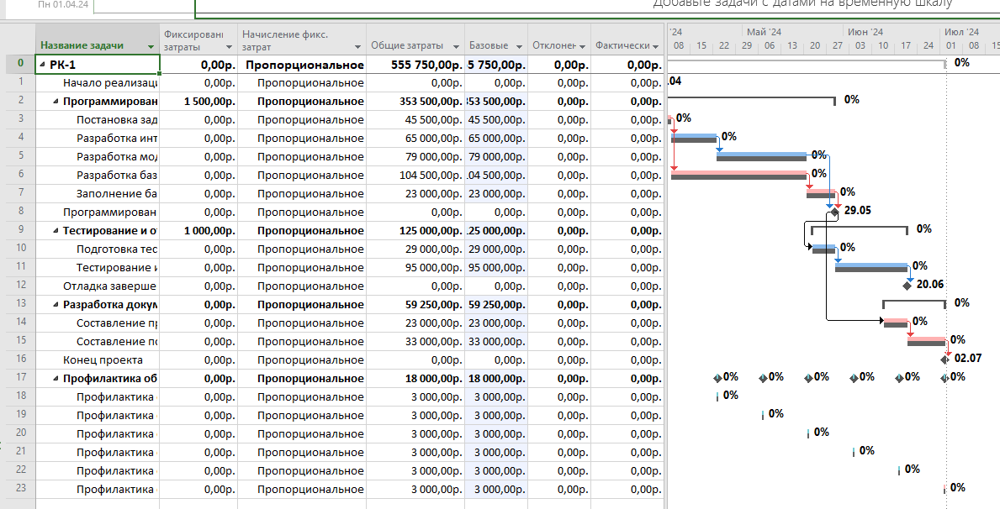 Пн 01.04.24
Добавьте задачи с датами на временную шкалу
Название задачи Фиксированн затраты Начисление фикс. затрат Общие затраты Базовые Отклонен Фактически
'24 Май '24 Июн '24 Июл '24
08 15 22 29 06 13 20 27 03 10 17 24 01 08 15
0 РК-1 0,00р. Пропорциональное 555 750,00р. 5 750,00р. 0,00р. 0,00р. 0%
1 Начало реализаци 0,00р. Пропорциональное 0,00р. 0,00р. 0,00р. 0,00р. .04
2 Программирован 1 500,00р. Пропорциональное 353 500,00р. 353 500,00р. 0,00р. 0,00р. 0%
3 Постановка зад 0,00р. Пропорциональное 45 500,00р. 45 500,00р. 0,00р. 0,00р. 0%
4 Разработка инт 0,00р. Пропорциональное 65 000,00р. 65 000,00р. 0,00р. 0,00р. 0%
5 Разработка мод 0,00р. Пропорциональное 79 000,00р. 79 000,00р. 0,00р. 0,00р. 0%
6 Разработка баз 0,00р. Пропорциональное 104 500,00р. .04 500,00р. 0,00р. 0,00р. 0%
7 Заполнение ба 0,00р. Пропорциональное 23 000,00р. 23 000,00р. 0,00р. 0,00р. 0%
8 Программирован 0,00р. Пропорциональное 0,00р. 0,00р. 0,00р. 0,00р. 29.05
9 Тестирование и о 1 000,00р. Пропорциональное 125 000,00р. .25 000,00р. 0,00р. 0,00р. 0%
10 Подготовка тес 0,00р. Пропорциональное 29 000,00р. 29 000,00р. 0,00р. 0,00р. 0%
11 Тестирование и 0,00р. Пропорциональное 95 000,00р. 95 000,00р. 0,00р. 0,00р. 0%
12 Отладка заверше 0,00р. Пропорциональное 0,00р. 0,00р. 0,00р. 0,00р. 20.06
13 Разработка докум 0,00р. Пропорциональное 59 250,00р. 59 250,00р. 0,00р. 0,00р. 0%
14 Составление пр 0,00р. Пропорциональное 23 000,00р. 23 000,00р. 0,00р. 0,00р. 0%
15 Составление по 0,00р. Пропорциональное 33 000,00р. 33 000,00р. 0,00р. 0,00р. 0%
16 Конец проекта 0,00р. Пропорциональное 0,00р. 0,00р. 0,00р. 0,00р. 02.07
17 Профилактика об 0,00р. Пропорциональное 18 000,00р. 18 000,00р. 0,00р. 0,00р. 0% 0% 0% 0% 0% 0%
18 Профилактика 0,00р. Пропорциональное 3 000,00р. 3 000,00р. 0,00р. 0,00р. 0%
19 Профилактика 0,00р. Пропорциональное 3 000,00р. 3 000,00р. 0,00р. 0,00р. 0%
20 Профилактика 0,00р. Пропорциональное 3 000,00р. 3 000,00р. 0,00р. 0,00р. 0%
21 Профилактика 0,00р. Пропорциональное 3 000,00р. 3 000,00р. 0,00р. 0,00р. 0%
22 Профилактика 0,00р. Пропорциональное 3 000,00р. 3 000,00р. 0,00р. 0,00р. 0%
23 Профилактика 0,00р. Пропорциональное 3 000,00р. 3 000,00р. 0,00р. 0,00р. 0%